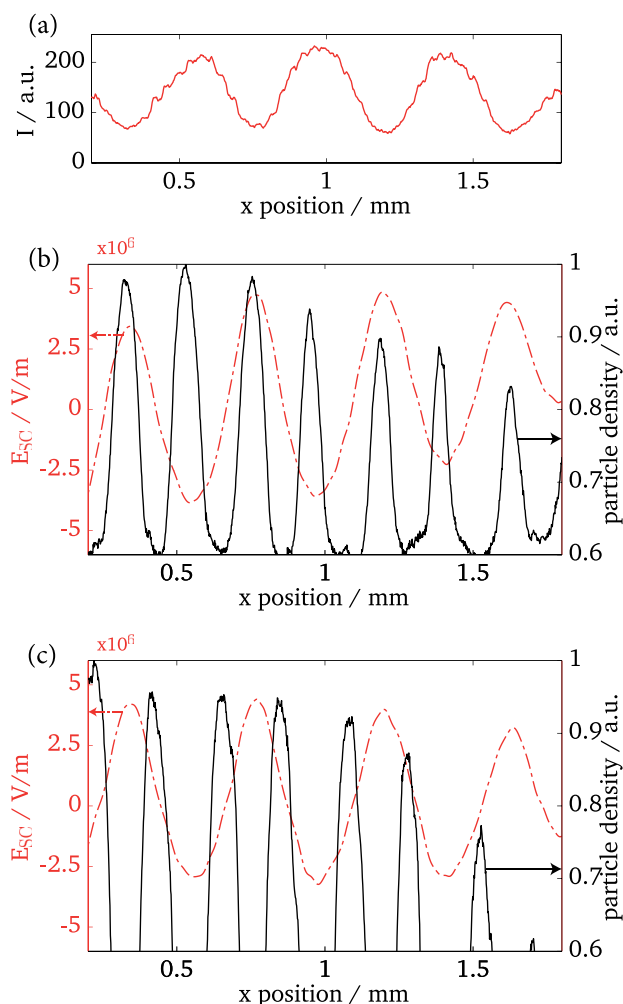 (a)
200
100
0
I / a.u.
0.5 1 1.5
x position / mm
(b)
x10⁶
5
2.5
0
-2.5
-5
E_SC / V/m
1
0.9
0.8
0.7
0.6
particle density / a.u.
0.5 1 1.5
x position / mm
(c)
x10⁶
5
2.5
0
-2.5
-5
E_SC / V/m
1
0.9
0.8
0.7
0.6
particle density / a.u.
0.5 1 1.5
x position / mm